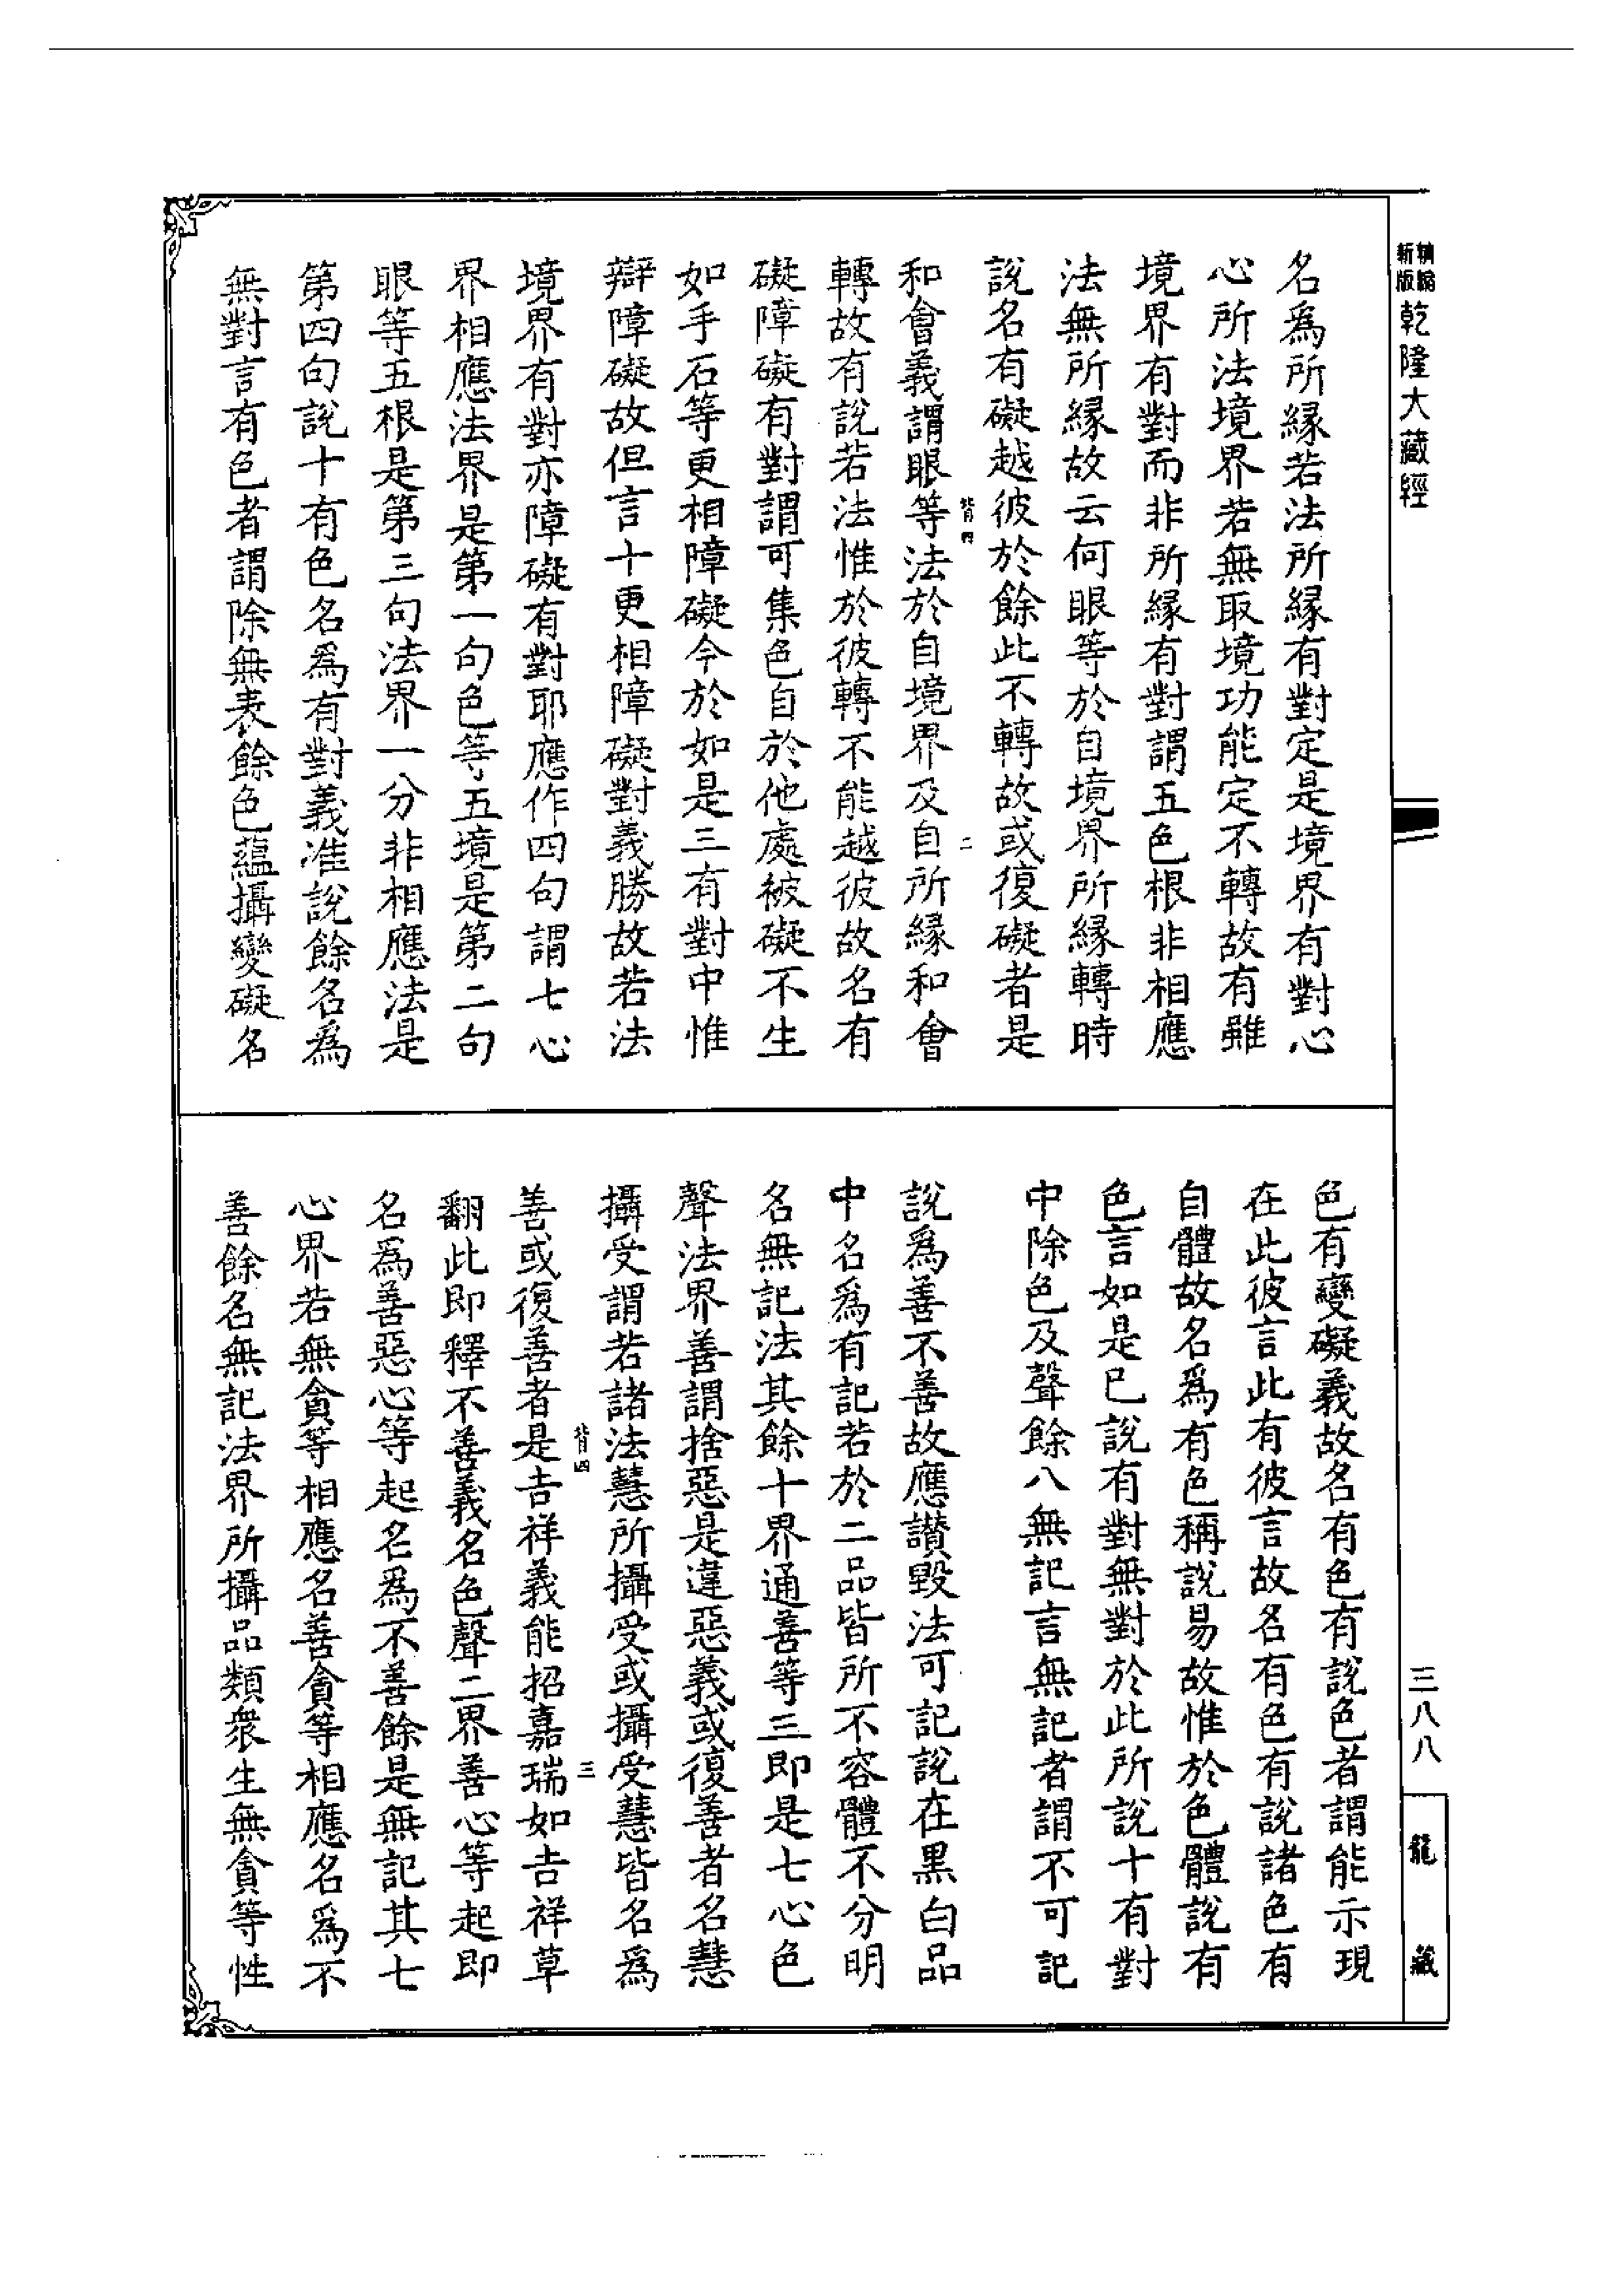 新版
精編
乾隆大藏經
名為所縁若法所縁有對定是境界有對心
心所法境界若無取境功能定不轉故有雖
境界有對而非所縁有對謂五色根非相應
法無所縁故云何眼等於自境界所縁轉時
說名有礙越彼於餘此不轉故或復礙者是
背四
二
和會義謂眼等法於自境界及自所縁和會
轉故有說若法惟於彼轉不能越彼故名有
礙障礙有對謂可集色自於他處被礙不生
如手石等更相障礙今於如是三有對中惟
辯障礙故但言十更相障礙對義勝故若法
境界有對亦障礙有對耶應作四句謂七心
界相應法界是第一句色等五境是第二句
眼等五根是第三句法界一分非相應法是
第四句說十有色名為有對義准說餘名為
無對言有色者謂除無表餘色蘊攝變礙名
色有變礙義故名有色有說色者謂能示現
在此彼言此有彼言故名有色有說諸色有
自體故名為有色稱說易故惟於色體說有
色言如是已說有對無對於此所說十有對
中除色及聲餘八無記言無記者謂不可記
說為善不善故應讚毀法可記說在黑白品
中名為有記若於二品皆所不容體不分明
名無記法其餘十界通善等三即是七心色
聲法界善謂捨惡是違惡義或復善者名慧
攝受謂若諸法慧所攝受或攝受慧皆名為
背四
三
善或復善者是吉祥義能招嘉瑞如吉祥草
翻此即釋不善義名色聲二界善心等起即
名為善惡心等起名為不善餘是無記其七
心界若無貪等相應名善貪等相應名為不
善餘名無記法界所攝品類衆生無貪等性
三八八
龍藏